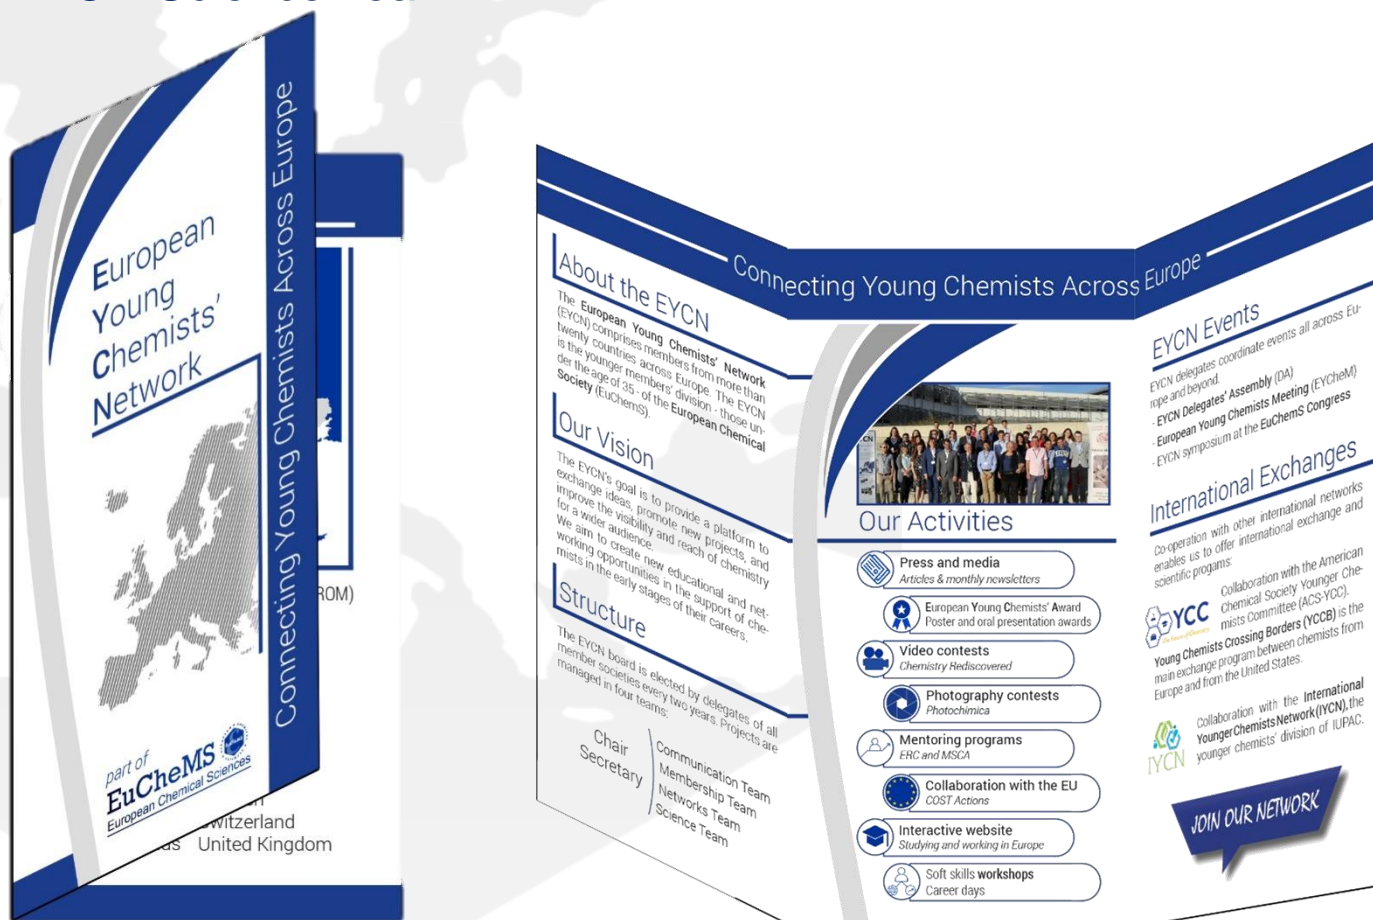 European
Young
Chemists'
Network
part of
EuCheMS
European Chemical Sciences
Connecting Young Chemists Across Europe
ROM)
Switzerland
United Kingdom
Connecting Young Chemists Across Europe
About the EYCN
The European Young Chemists' Network
(EYCN) comprises members from more than
twenty countries across Europe. The EYCN
is the younger members' division - those un-
der the age of 35 - of the European Chemical
Society (EuChemS).
Our Vision
The EYCN's goal is to provide a platform to
exchange ideas, promote new projects, and
improve the visibility and reach of chemistry
for a wider audience.
We aim to create new educational and net-
working opportunities in the support of che-
mists in the early stages of their careers.
Structure
The EYCN board is elected by delegates of all
member societies every two years. Projects are
managed in four teams:
Chair
Secretary
Communication Team
Membership Team
Networks Team
Science Team
Our Activities
Press and media
Articles & monthly newsletters
European Young Chemists' Award
Poster and oral presentation awards
Video contests
Chemistry Rediscovered
Photography contests
Photochimica
Mentoring programs
ERC and MSCA
Collaboration with the EU
COST Actions
Interactive website
Studying and working in Europe
Soft skills workshops
Career days
EYCN Events
EYCN delegates coordinate events all across Eu-
rope and beyond.
- EYCN Delegates' Assembly (DA)
- European Young Chemists Meeting (EYCheM)
- EYCN symposium at the EuChemS Congress
International Exchanges
Co-operation with other international networks
enables us to offer international exchange and
scientific progams:
YCC
Collaboration with the American
Chemical Society Younger Che-
mists Committee (ACS-YCC).
Young Chemists Crossing Borders (YCCB) is the
main exchange program between chemists from
Europe and from the United States.
IYCN
Collaboration with the International
Younger Chemists Network (IYCN), the
younger chemists' division of IUPAC.
JOIN OUR NETWORK